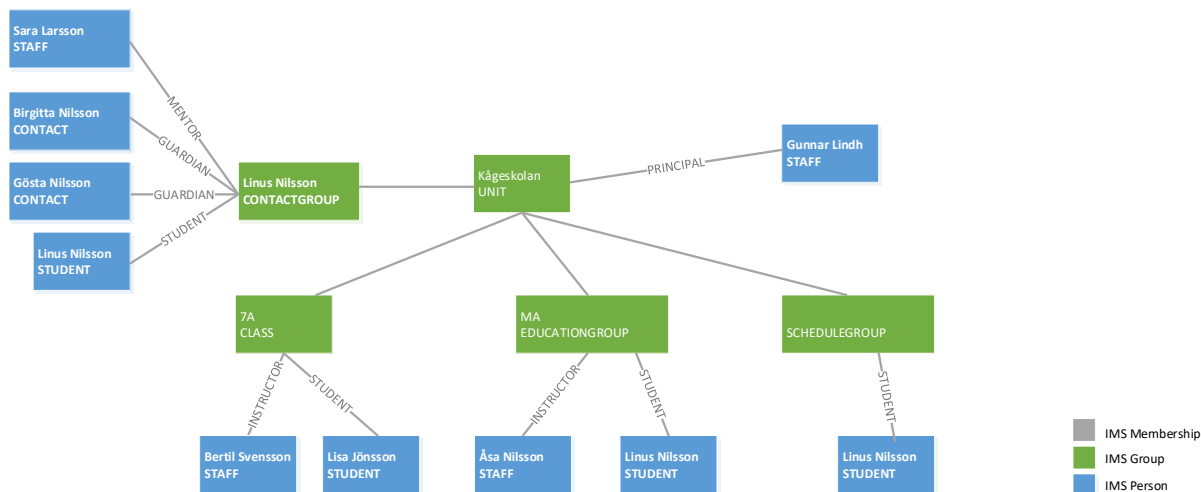 Sara Larsson
STAFF
MENTOR
Birgitta Nilsson
CONTACT
GUARDIAN
Gösta Nilsson
CONTACT
GUARDIAN
Linus Nilsson
STUDENT
STUDENT
Linus Nilsson
CONTACTGROUP
Kågeskolan
UNIT
PRINCIPAL
Gunnar Lindh
STAFF
7A
CLASS
MA
EDUCATIONGROUP
SCHEDULEGROUP
INSTRUCTOR
STUDENT
INSTRUCTOR
STUDENT
STUDENT
Bertil Svensson
STAFF
Lisa Jönsson
STUDENT
Åsa Nilsson
STAFF
Linus Nilsson
STUDENT
Linus Nilsson
STUDENT
IMS Membership
IMS Group
IMS Person